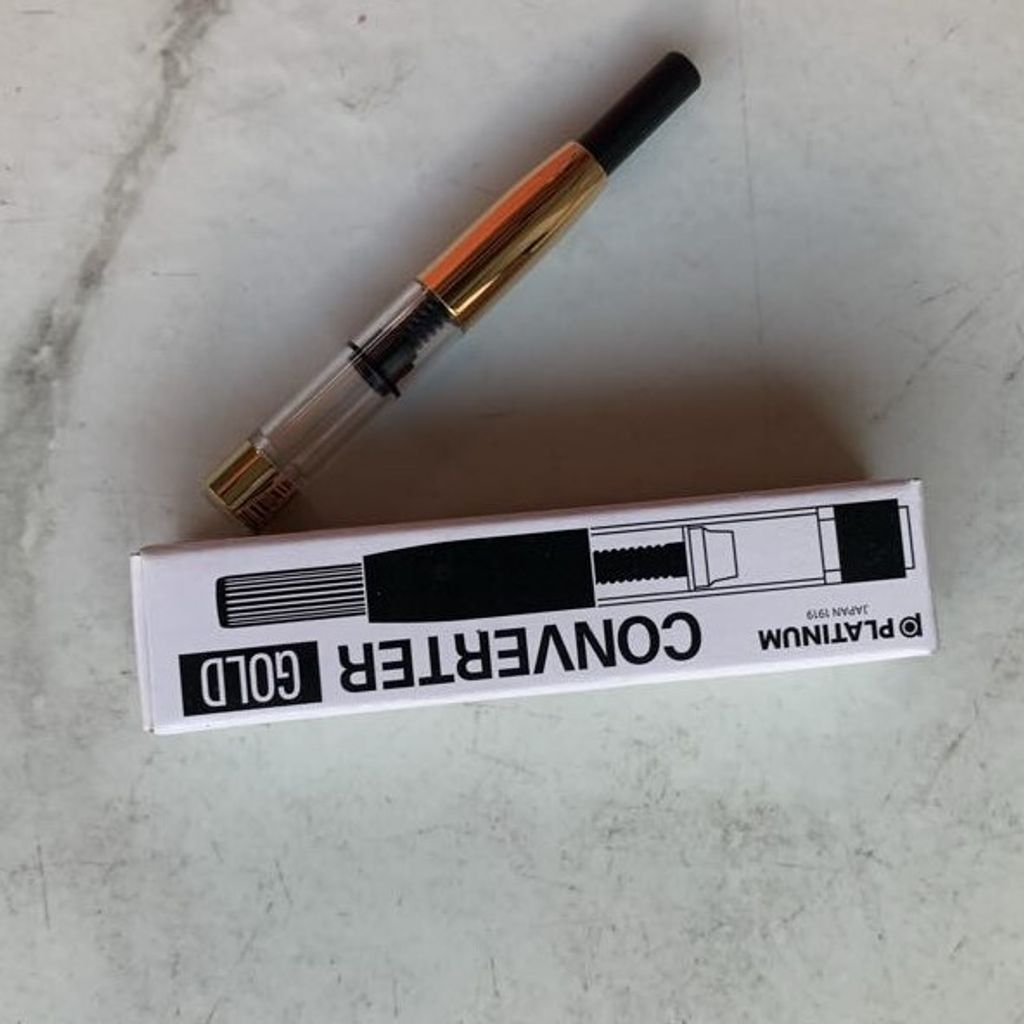 PLATINUM
JAPAN 1919
CONVERTER GOLD